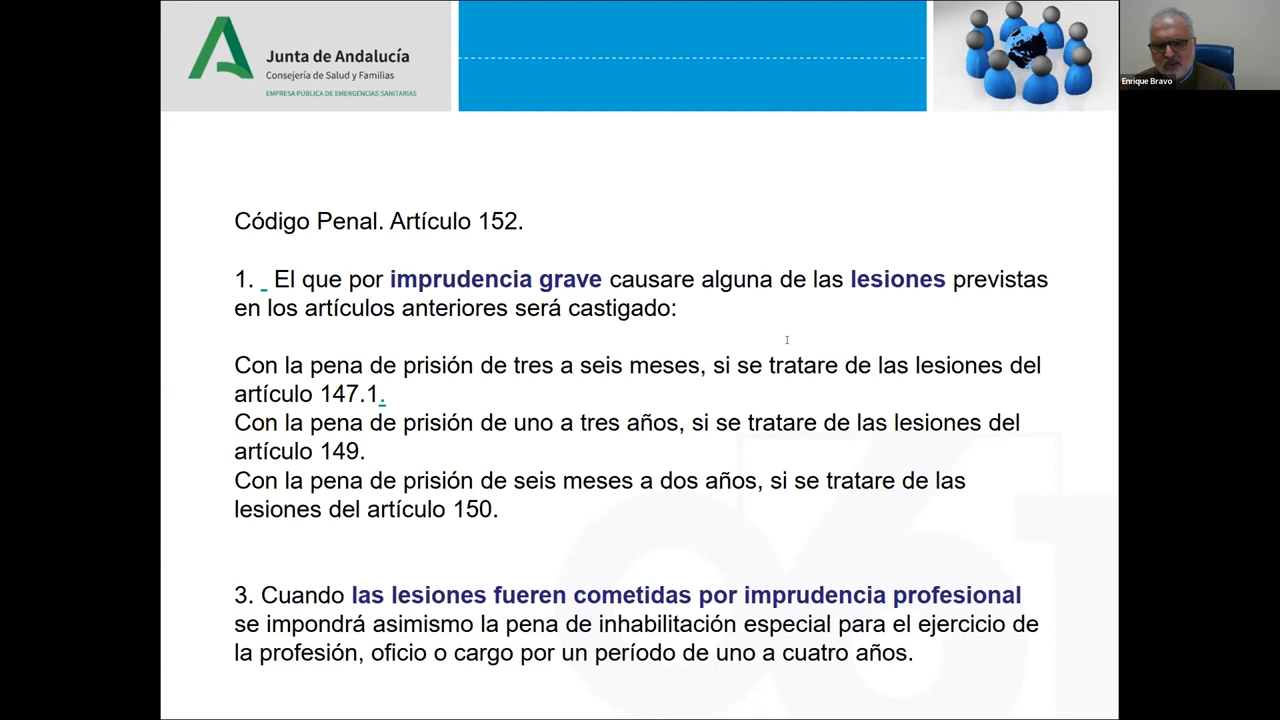 Junta de Andalucía
Consejería de Salud y Familias
EMPRESA PÚBLICA DE EMERGENCIAS SANITARIAS
Enrique Bravo
Código Penal. Artículo 152.
1. El que por imprudencia grave causare alguna de las lesiones previstas
en los artículos anteriores será castigado:
Con la pena de prisión de tres a seis meses, si se tratare de las lesiones del
artículo 147.1.
Con la pena de prisión de uno a tres años, si se tratare de las lesiones del
artículo 149.
Con la pena de prisión de seis meses a dos años, si se tratare de las
lesiones del artículo 150.
3. Cuando las lesiones fueren cometidas por imprudencia profesional
se impondrá asimismo la pena de inhabilitación especial para el ejercicio de
la profesión, oficio o cargo por un período de uno a cuatro años.
061